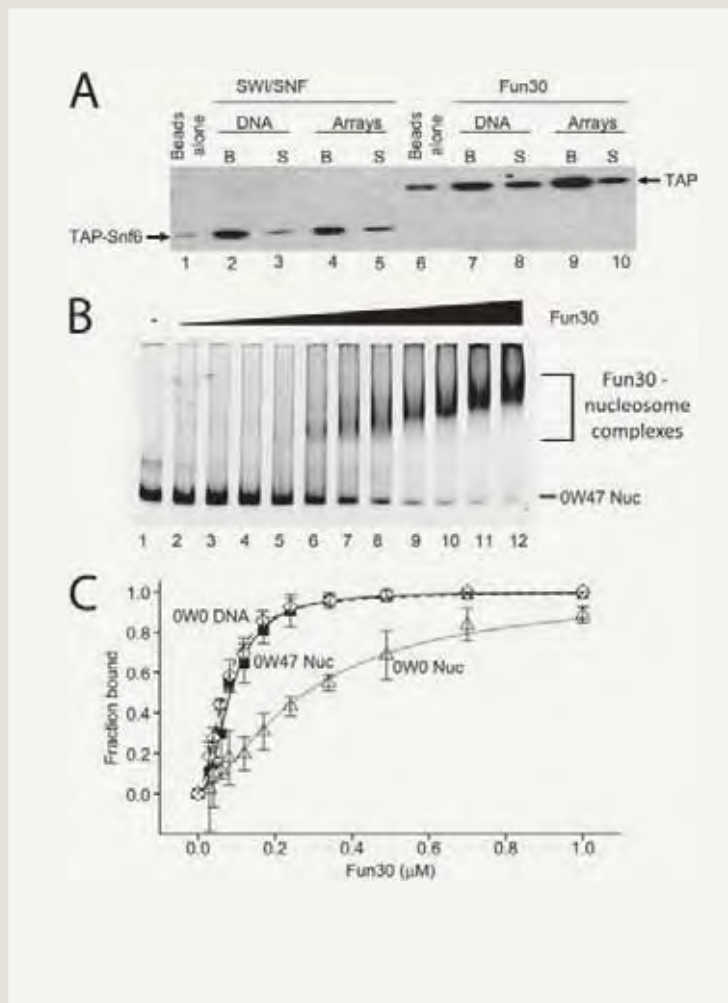 A
SWI/SNF Fun30
Beads alone DNA Arrays Beads alone DNA Arrays
B S B S B S B S
TAP
TAP-Snf6
1 2 3 4 5 6 7 8 9 10
B
- Fun30
Fun30 -
nucleosome
complexes
0W47 Nuc
1 2 3 4 5 6 7 8 9 10 11 12
C
1.0
0W0 DNA
0.8
0W47 Nuc 0W0 Nuc
0.6
Fraction bound
0.4
0.2
0.0
0.0 0.2 0.4 0.6 0.8 1.0
Fun30 (μM)